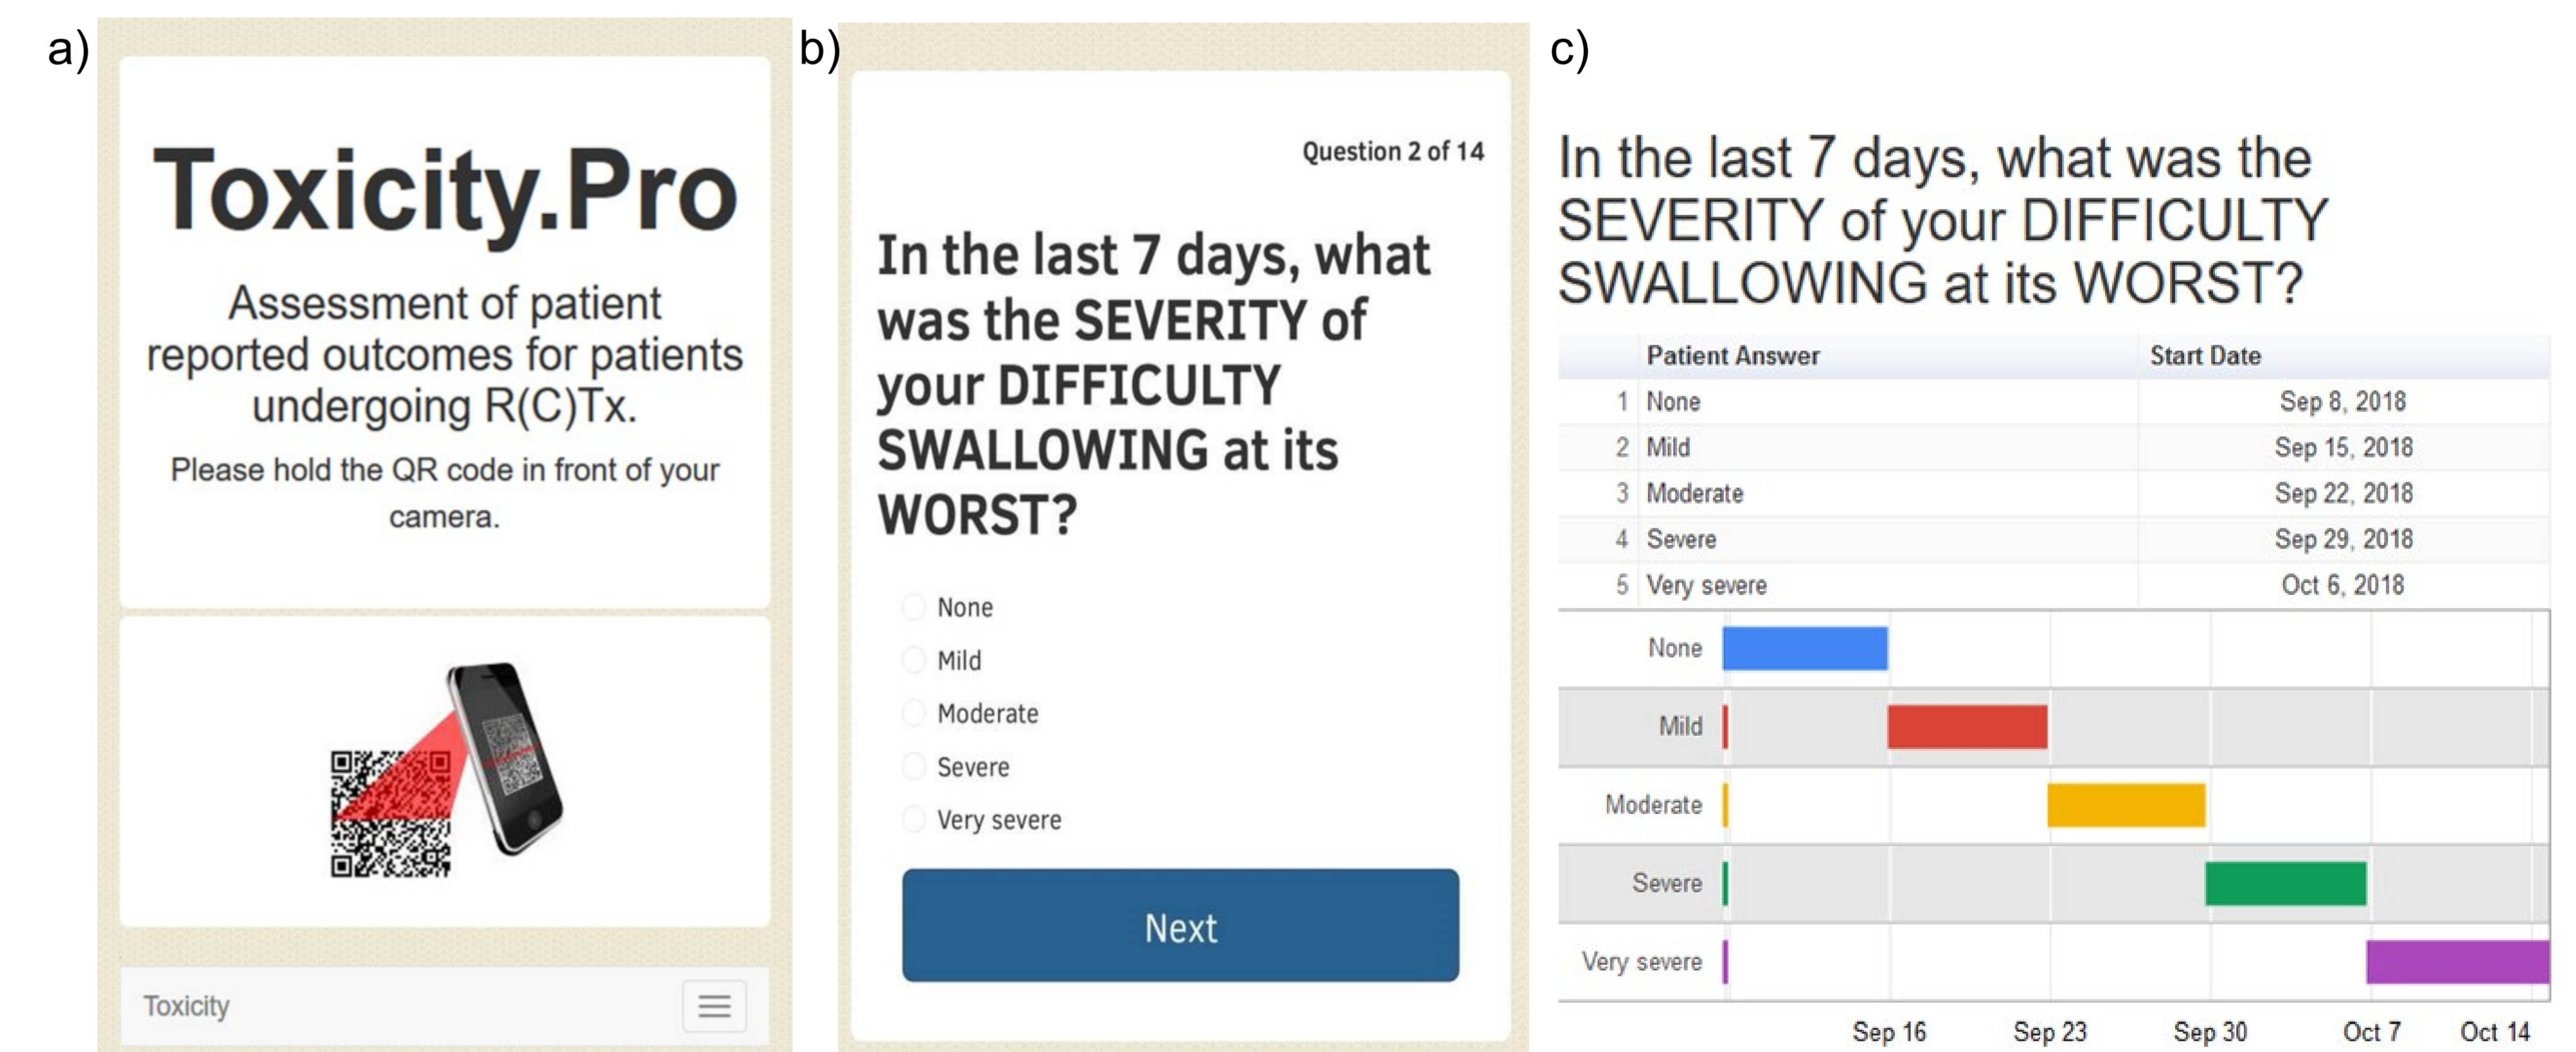 a)
Toxicity.Pro
Assessment of patient
reported outcomes for patients
undergoing R(C)Tx.
Please hold the QR code in front of your
camera.
Toxicity
b)
Question 2 of 14
In the last 7 days, what
was the SEVERITY of
your DIFFICULTY
SWALLOWING at its
WORST?
None
Mild
Moderate
Severe
Very severe
Next
c)
In the last 7 days, what was the
SEVERITY of your DIFFICULTY
SWALLOWING at its WORST?
Patient Answer Start Date
1 None Sep 8, 2018
2 Mild Sep 15, 2018
3 Moderate Sep 22, 2018
4 Severe Sep 29, 2018
5 Very severe Oct 6, 2018
None
Mild
Moderate
Severe
Very severe
Sep 16 Sep 23 Sep 30 Oct 7 Oct 14